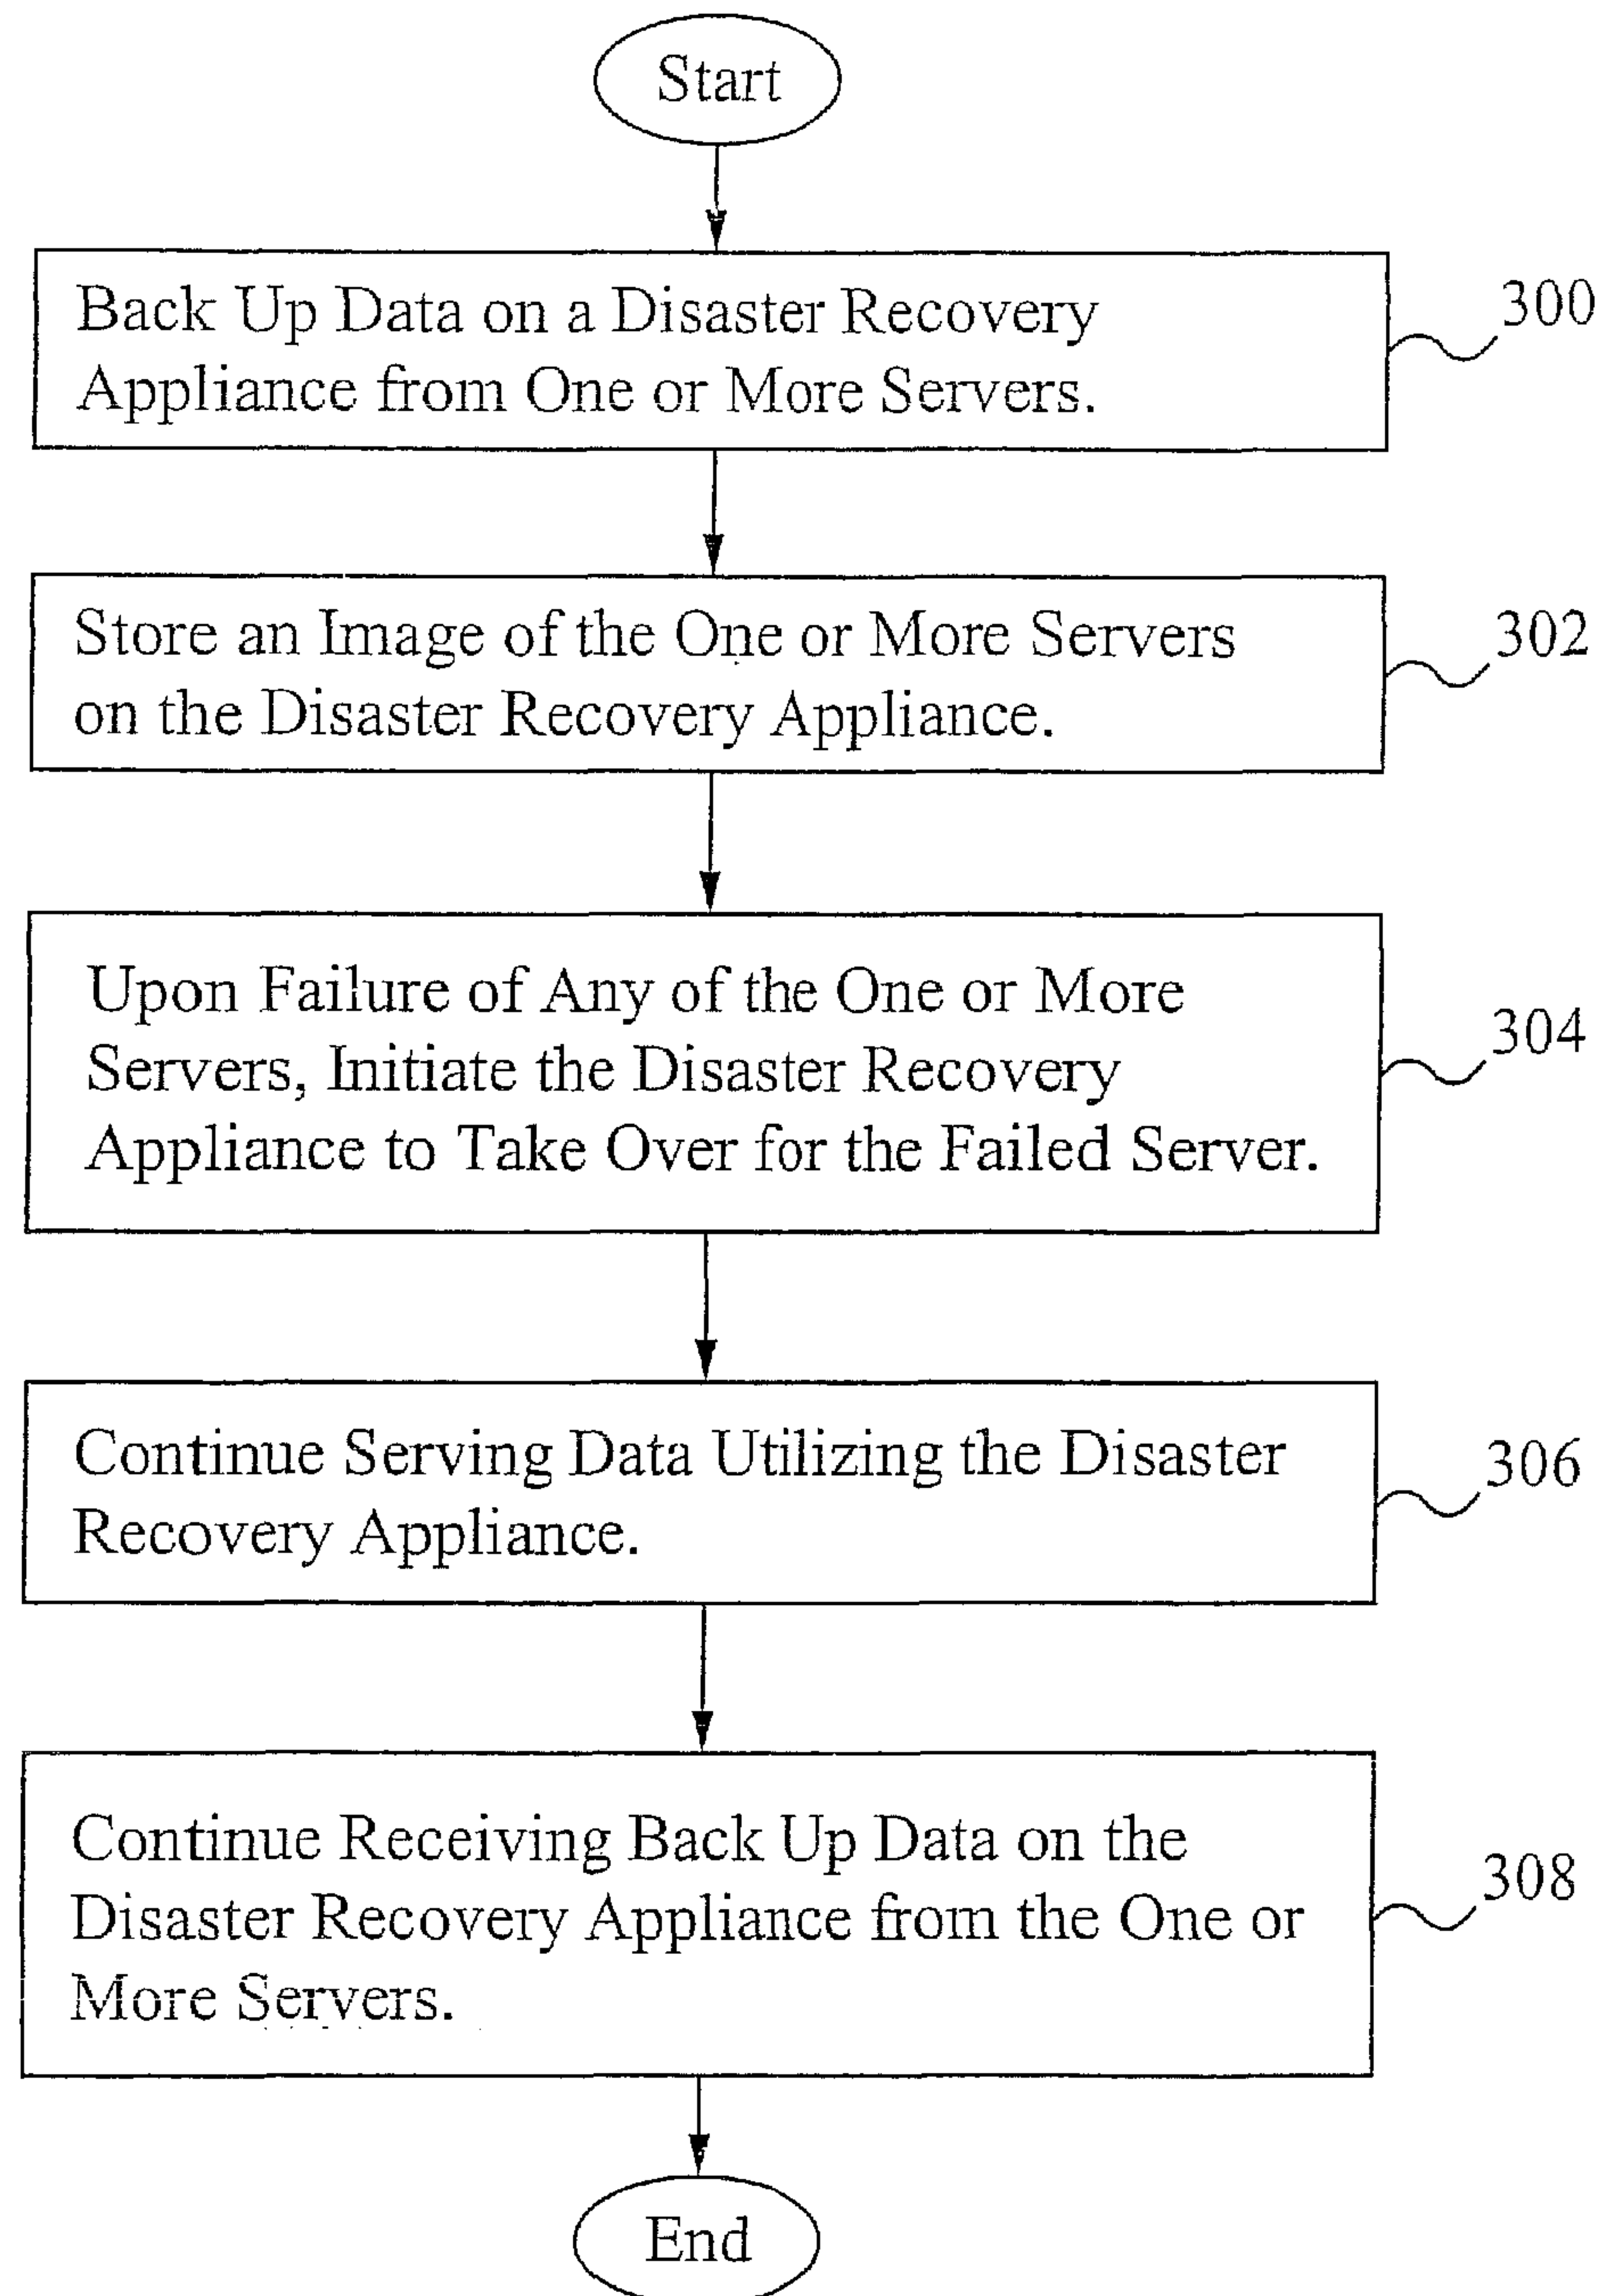 Start
Back Up Data on a Disaster Recovery
Appliance from One or More Servers.
300
Store an Image of the One or More Servers
on the Disaster Recovery Appliance.
302
Upon Failure of Any of the One or More
Servers, Initiate the Disaster Recovery
Appliance to Take Over for the Failed Server.
304
Continue Serving Data Utilizing the Disaster
Recovery Appliance.
306
Continue Receiving Back Up Data on the
Disaster Recovery Appliance from the One or
More Servers.
308
End